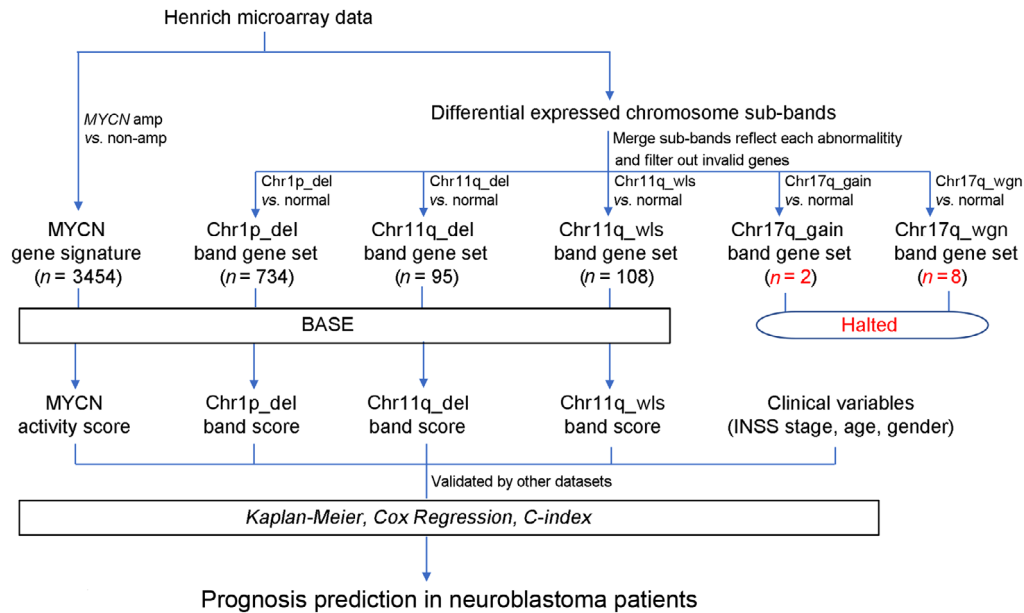 Henrich microarray data
MYCN amp
vs. non-amp
Differential expressed chromosome sub-bands
Merge sub-bands reflect each abnormalitity
and filter out invalid genes
Chr1p_del
vs. normal
Chr11q_del
vs. normal
Chr11q_wls
vs. normal
Chr17q_gain
vs. normal
Chr17q_wgn
vs. normal
MYCN
gene signature
(n = 3454)
Chr1p_del
band gene set
(n = 734)
Chr11q_del
band gene set
(n = 95)
Chr11q_wls
band gene set
(n = 108)
Chr17q_gain
band gene set
(n = 2)
Chr17q_wgn
band gene set
(n = 8)
BASE
Halted
MYCN
activity score
Chr1p_del
band score
Chr11q_del
band score
Chr11q_wls
band score
Clinical variables
(INSS stage, age, gender)
Validated by other datasets
Kaplan-Meier, Cox Regression, C-index
Prognosis prediction in neuroblastoma patients